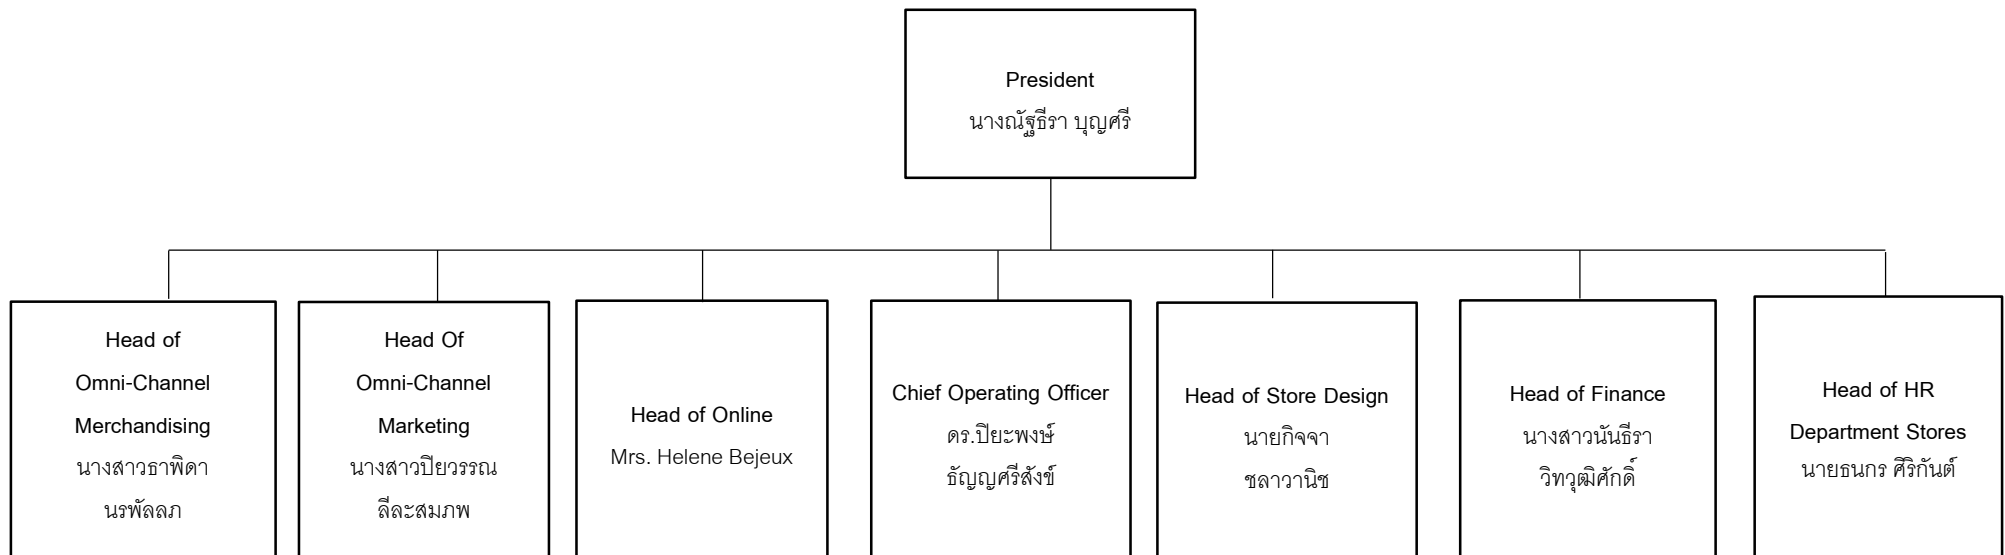 President
นางณัฐธีรา บุญศรี
Head of
Omni-Channel
Merchandising
นางสาวธาพิดา
นรพัลลภ
Head Of
Omni-Channel
Marketing
นางสาวปิยวรรณ
ลีละสมภพ
Head of Online
Mrs. Helene Bejeux
Chief Operating Officer
ดร.ปิยะพงษ์
ธัญญศรีสังข์
Head of Store Design
นายกิจจา
ชลาวานิช
Head of Finance
นางสาวนันธีรา
วิทวุฒิศักดิ์
Head of HR
Department Stores
นายธนกร ศิริกันต์